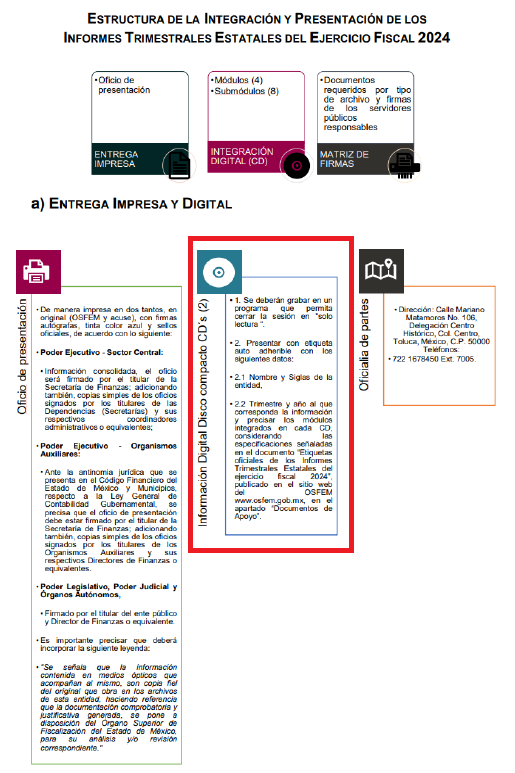 ESTRUCTURA DE LA INTEGRACIÓN Y PRESENTACIÓN DE LOS
INFORMES TRIMESTRALES ESTATALES DEL EJERCICIO FISCAL 2024
•Oficio de
presentación
ENTREGA
IMPRESA
•Módulos (4)
•Submódulos (8)
INTEGRACIÓN
DIGITAL (CD)
•Documentos
requeridos por tipo
de archivo y firmas
de los servidores
públicos
responsables
MATRIZ DE
FIRMAS
a) ENTREGA IMPRESA Y DIGITAL
Oficio de presentación
• De manera impresa en dos tantos, en
original (OSFEM y acuse), con firmas
autógrafas, tinta color azul y sellos
oficiales, de acuerdo con lo siguiente:
• Poder Ejecutivo - Sector Central:
• Información consolidada, el oficio
será firmado por el titular de la
Secretaría de Finanzas; adicionando
también, copias simples de los oficios
signados por los titulares de las
Dependencias (Secretarías) y sus
respectivos coordinadores
administrativos o equivalentes;
• Poder Ejecutivo - Organismos
Auxiliares:
• Ante la antinomia jurídica que se
presenta en el Código Financiero del
Estado de México y Municipios,
respecto a la Ley General de
Contabilidad Gubernamental, se
precisa que el oficio de presentación
debe estar firmado por el titular de la
Secretaría de Finanzas; adicionando
también, copias simples de los oficios
signados por los titulares de los
Organismos Auxiliares y sus
respectivos Directores de Finanzas o
equivalentes.
• Poder Legislativo, Poder Judicial y
Órganos Autónomos,
• Firmado por el titular del ente público
y Director de Finanzas o equivalente.
• Es importante precisar que deberá
incorporar la siguiente leyenda:
• "Se señala que la información
contenida en medios ópticos que
acompañan al mismo, son copia fiel
del original que obra en los archivos
de esta entidad, haciendo referencia
que la documentación comprobatoria y
justificativa generada, se pone a
disposición del Órgano Superior de
Fiscalización del Estado de México,
para su análisis y/o revisión
correspondiente."
Información Digital Disco compacto CD's (2)
• 1. Se deberán grabar en un
programa que permita
cerrar la sesión en "solo
lectura ".
• 2. Presentar con etiqueta
auto adherible con los
siguientes datos:
• 2.1 Nombre y Siglas de la
entidad,
• 2.2 Trimestre y año al que
corresponda la información
y precisar los módulos
integrados en cada CD,
considerando las
especificaciones señaladas
en el documento "Etiquetas
oficiales de los Informes
Trimestrales Estatales del
ejercicio fiscal 2024",
publicado en el sitio web
del OSFEM
www.osfem.gob.mx, en el
apartado "Documentos de
Apoyo".
Oficialia de partes
• Dirección: Calle Mariano
Matamoros No. 106,
Delegación Centro
Histórico, Col. Centro,
Toluca, México, C.P. 50000
Teléfonos:
• 722 1678450 Ext. 7005.